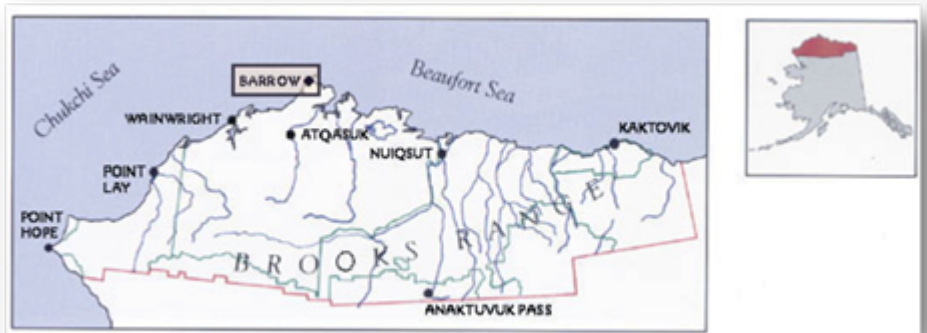 Chukchi Sea
Beaufort Sea
BARROW
WAINWRIGHT
ATQASUK
NUIQSUT
KAKTOVIK
POINT
LAY
POINT
HOPE
BROOKS RANGE
ANAKTUVUK PASS